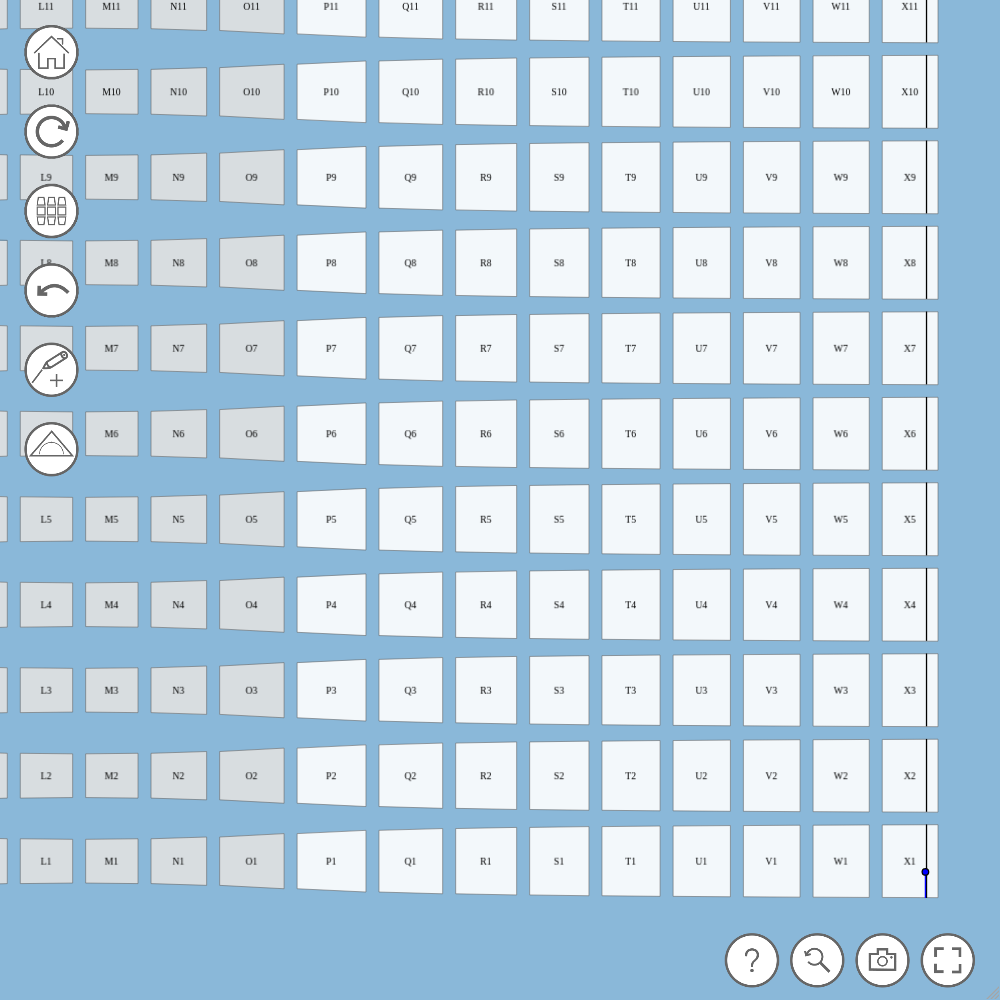 L11 M11 N11 O11 P11 Q11 R11 S11 T11 U11 V11 W11 X11
L10 M10 N10 O10 P10 Q10 R10 S10 T10 U10 V10 W10 X10
L9 M9 N9 O9 P9 Q9 R9 S9 T9 U9 V9 W9 X9
L8 M8 N8 O8 P8 Q8 R8 S8 T8 U8 V8 W8 X8
M7 N7 O7 P7 Q7 R7 S7 T7 U7 V7 W7 X7
M6 N6 O6 P6 Q6 R6 S6 T6 U6 V6 W6 X6
L5 M5 N5 O5 P5 Q5 R5 S5 T5 U5 V5 W5 X5
L4 M4 N4 O4 P4 Q4 R4 S4 T4 U4 V4 W4 X4
L3 M3 N3 O3 P3 Q3 R3 S3 T3 U3 V3 W3 X3
L2 M2 N2 O2 P2 Q2 R2 S2 T2 U2 V2 W2 X2
L1 M1 N1 O1 P1 Q1 R1 S1 T1 U1 V1 W1 X1
?